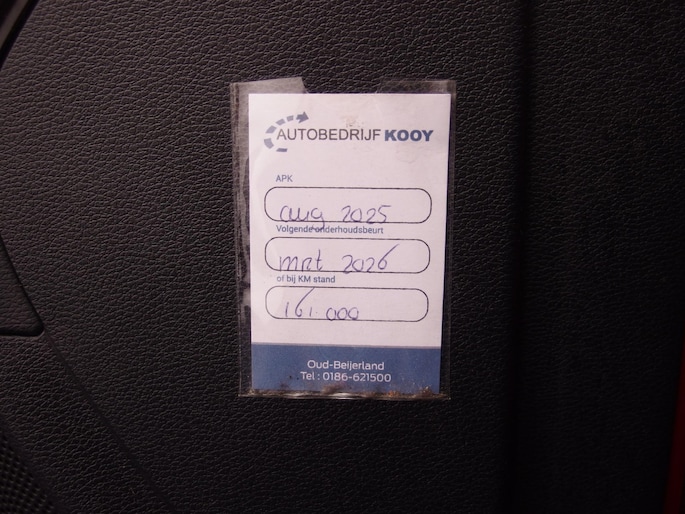 AUTOBEDRIJF KOOY
APK
aug 2025
Volgende onderhoudsbeurt
mrt 2026
of bij KM stand
161.000
Oud-Beijerland
Tel : 0186-621500